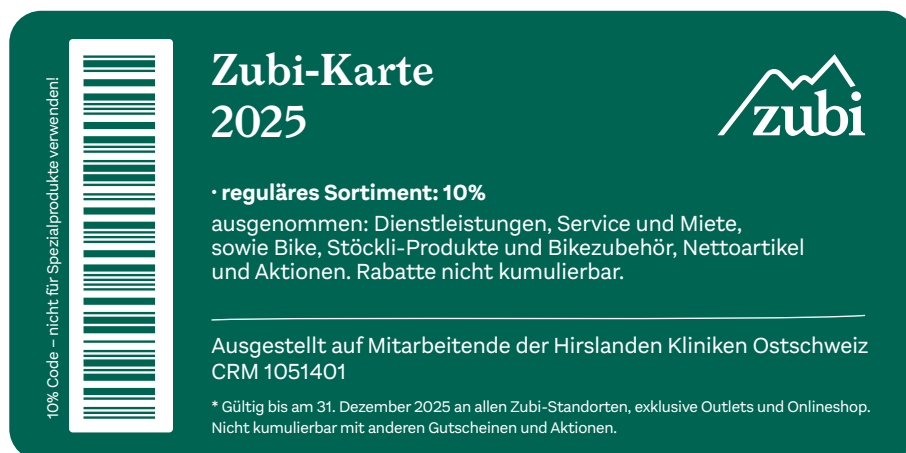 10% Code – nicht für Spezialprodukte verwenden!
Zubi-Karte
2025
zubi
· reguläres Sortiment: 10%
ausgenommen: Dienstleistungen, Service und Miete,
sowie Bike, Stöckli-Produkte und Bikezubehör, Nettoartikel
und Aktionen. Rabatte nicht kumulierbar.
Ausgestellt auf Mitarbeitende der Hirslanden Kliniken Ostschweiz
CRM 1051401
* Gültig bis am 31. Dezember 2025 an allen Zubi-Standorten, exklusive Outlets und Onlineshop.
Nicht kumulierbar mit anderen Gutscheinen und Aktionen.